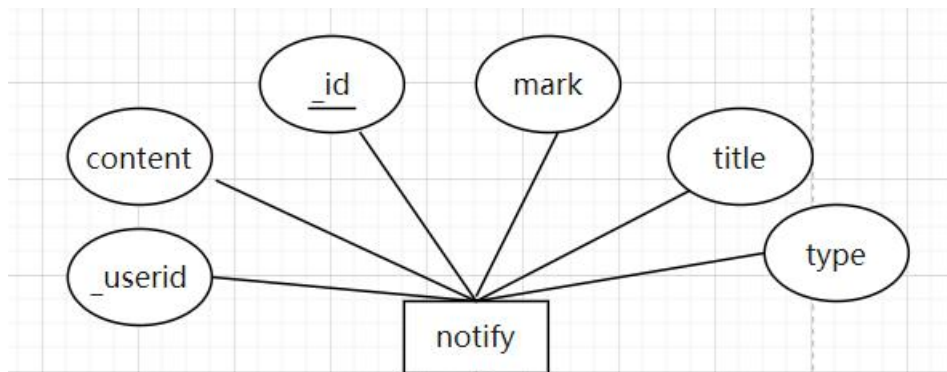 _id
mark
content
title
_userid
type
notify